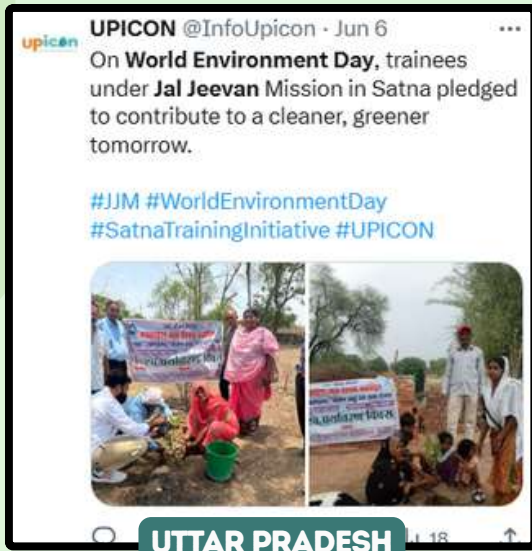 upicon
UPICON @InfoUpicon · Jun 6
On World Environment Day, trainees
under Jal Jeevan Mission in Satna pledged
to contribute to a cleaner, greener
tomorrow.
#JJM #WorldEnvironmentDay
#SatnaTrainingInitiative #UPICON
18
UTTAR PRADESH